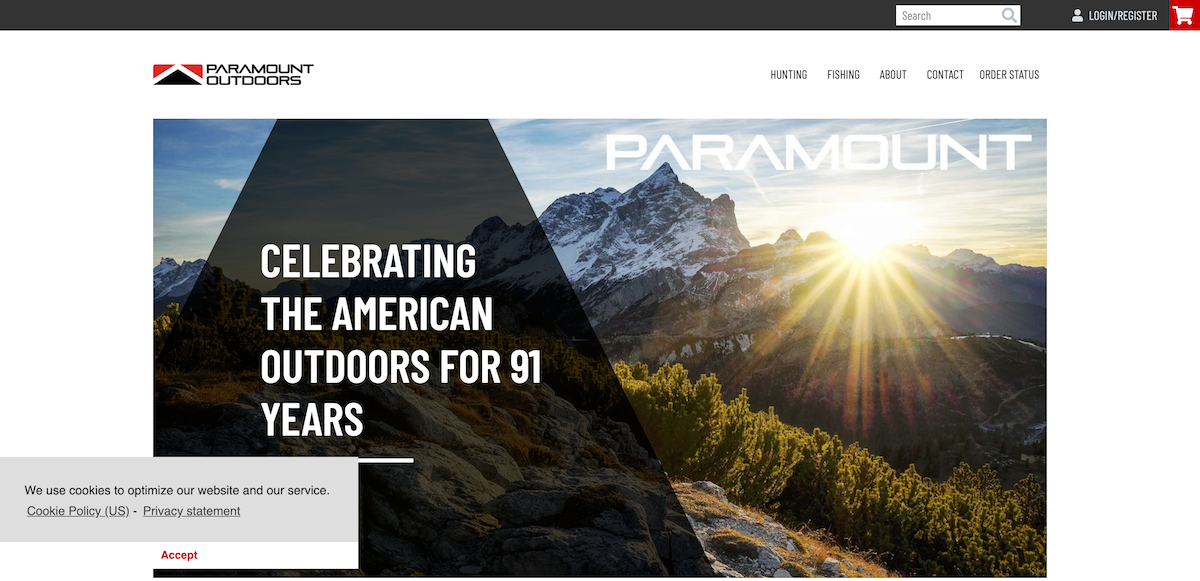 Search
LOGIN/REGISTER
PARAMOUNT
OUTDOORS
HUNTING
FISHING
ABOUT
CONTACT
ORDER STATUS
PARAMOUNT
CELEBRATING
THE AMERICAN
OUTDOORS FOR 91
YEARS
We use cookies to optimize our website and our service.
Cookie Policy (US) - Privacy statement
Accept